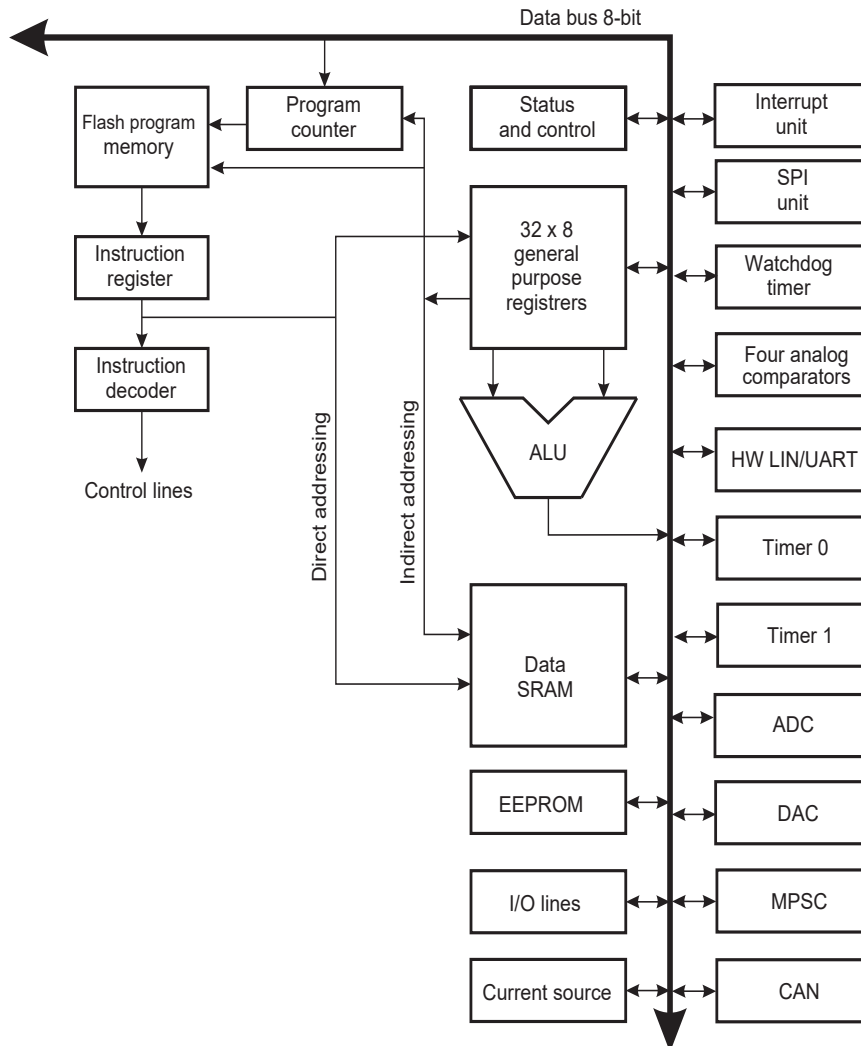 Data bus 8-bit
Flash program
memory
Program
counter
Status
and control
Interrupt
unit
SPI
unit
Instruction
register
32 x 8
general
purpose
registrers
Watchdog
timer
Instruction
decoder
Four analog
comparators
Control lines
Direct addressing
Indirect addressing
ALU
HW LIN/UART
Timer 0
Data
SRAM
Timer 1
ADC
EEPROM
DAC
I/O lines
MPSC
Current source
CAN